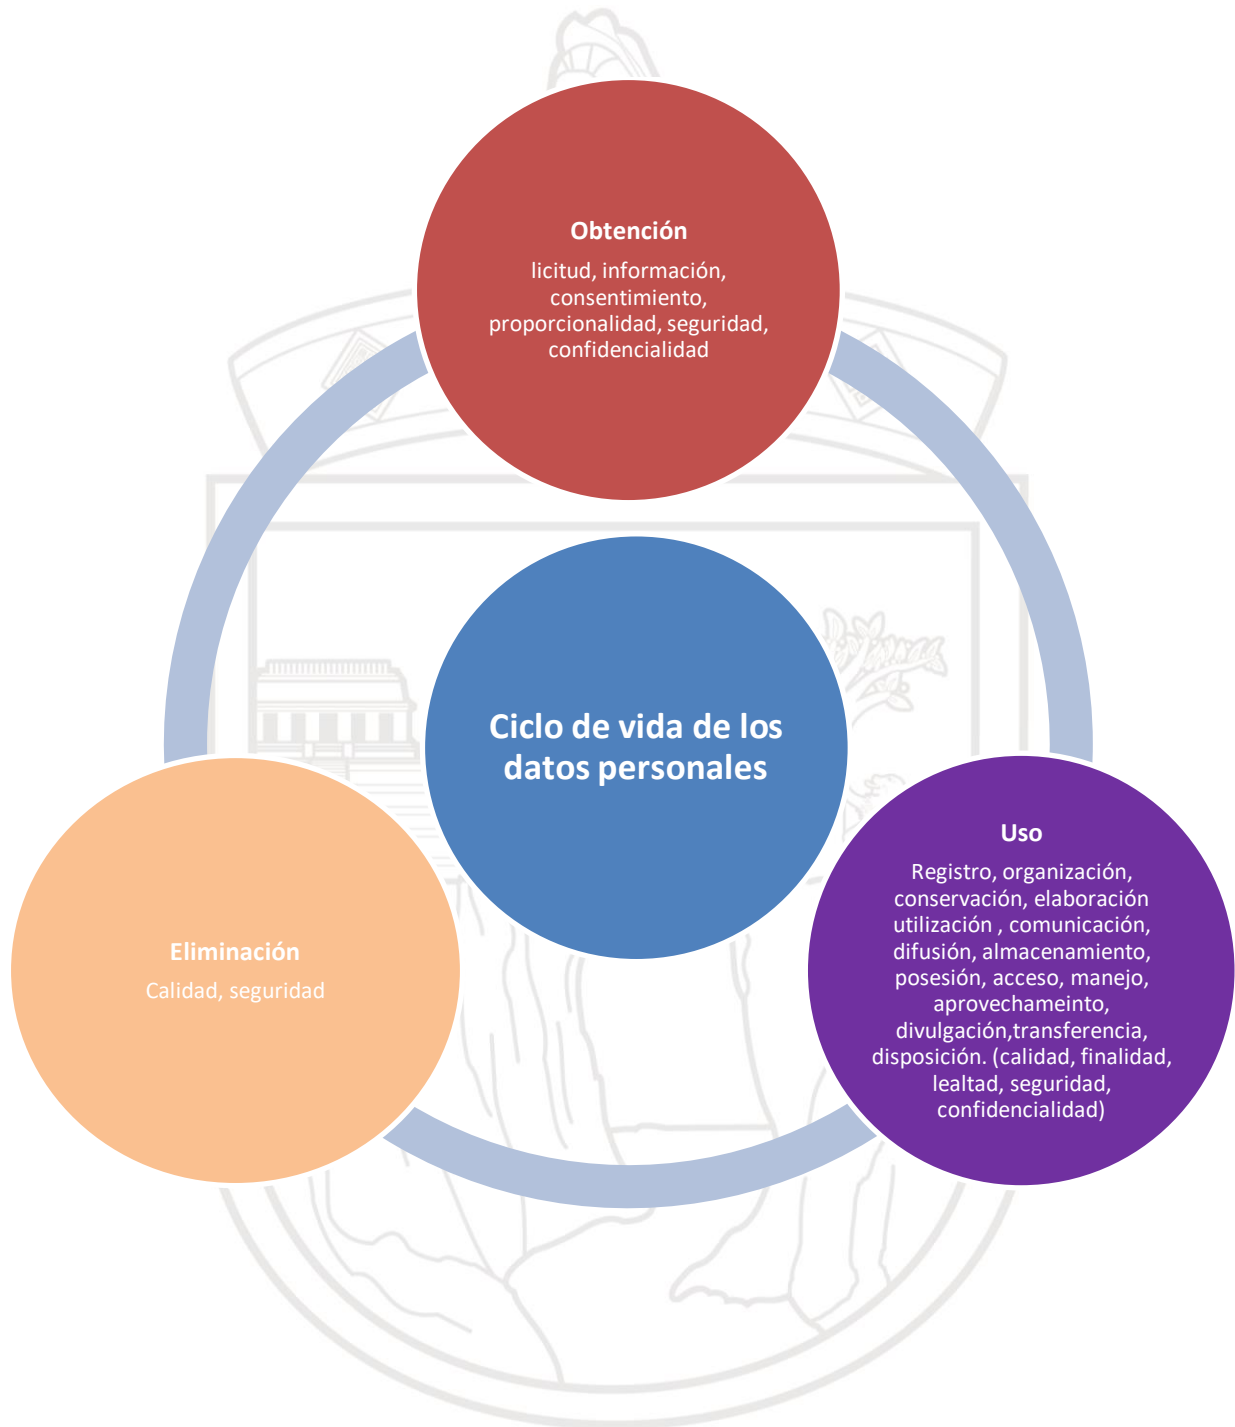 Obtención
licitud, información,
consentimiento,
proporcionalidad, seguridad,
confidencialidad
Ciclo de vida de los
datos personales
Uso
Registro, organización,
conservación, elaboración
utilización , comunicación,
difusión, almacenamiento,
posesión, acceso, manejo,
aprovechameinto,
divulgación,transferencia,
disposición. (calidad, finalidad,
lealtad, seguridad,
confidencialidad)
Eliminación
Calidad, seguridad